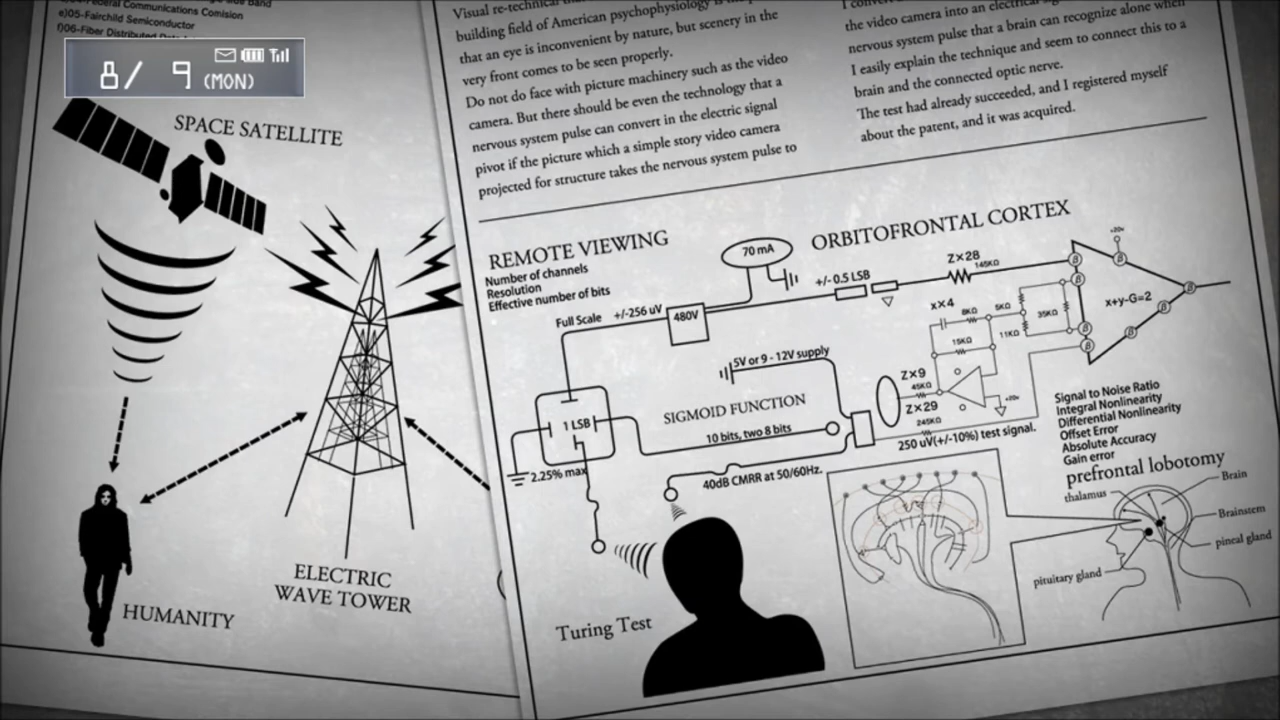 Federal Communications Comision
e)05-Fairchild Semiconductor
8/ 9 (MON)
SPACE SATELLITE
HUMANITY
ELECTRIC
WAVE TOWER
Visual re-technical
building field of American psychophysiology is
that an eye is inconvenient by nature, but scenery in the
very front comes to be seen properly.
Do not do face with picture machinery such as the video
camera. But there should be even the technology that a
nervous system pulse can convert in the electric signal
pivot if the picture which a simple story video camera
projected for structure takes the nervous system pulse to
the video camera into an electrical
nervous system pulse that a brain can recognize alone when
I easily explain the technique and seem to connect this to a
brain and the connected optic nerve.
The test had already succeeded, and I registered myself
about the patent, and it was acquired.
REMOTE VIEWING
Number of channels
Resolution
Effective number of bits
Full Scale +/-256 uV
480V
70 mA
ORBITOFRONTAL CORTEX
+/- 0.5 LSB
Z×28
145KΩ
+20v
x+y-G=2
β
β
β
β
β
β
β
β
x×4
8KΩ
5KΩ
35KΩ
11KΩ
15KΩ
Z×9
45KΩ
Z×29
245KΩ
+20v
5V or 9 - 12V supply
1 LSB
SIGMOID FUNCTION
10 bits, two 8 bits
2.25% max
40dB CMRR at 50/60Hz.
250 uV(+/-10%) test signal.
Signal to Noise Ratio
Integral Nonlinearity
Differential Nonlinearity
Offset Error
Absolute Accuracy
Gain error
prefrontal lobotomy
thalamus
Brain
Brainstem
pineal gland
pituitary gland
Turing Test